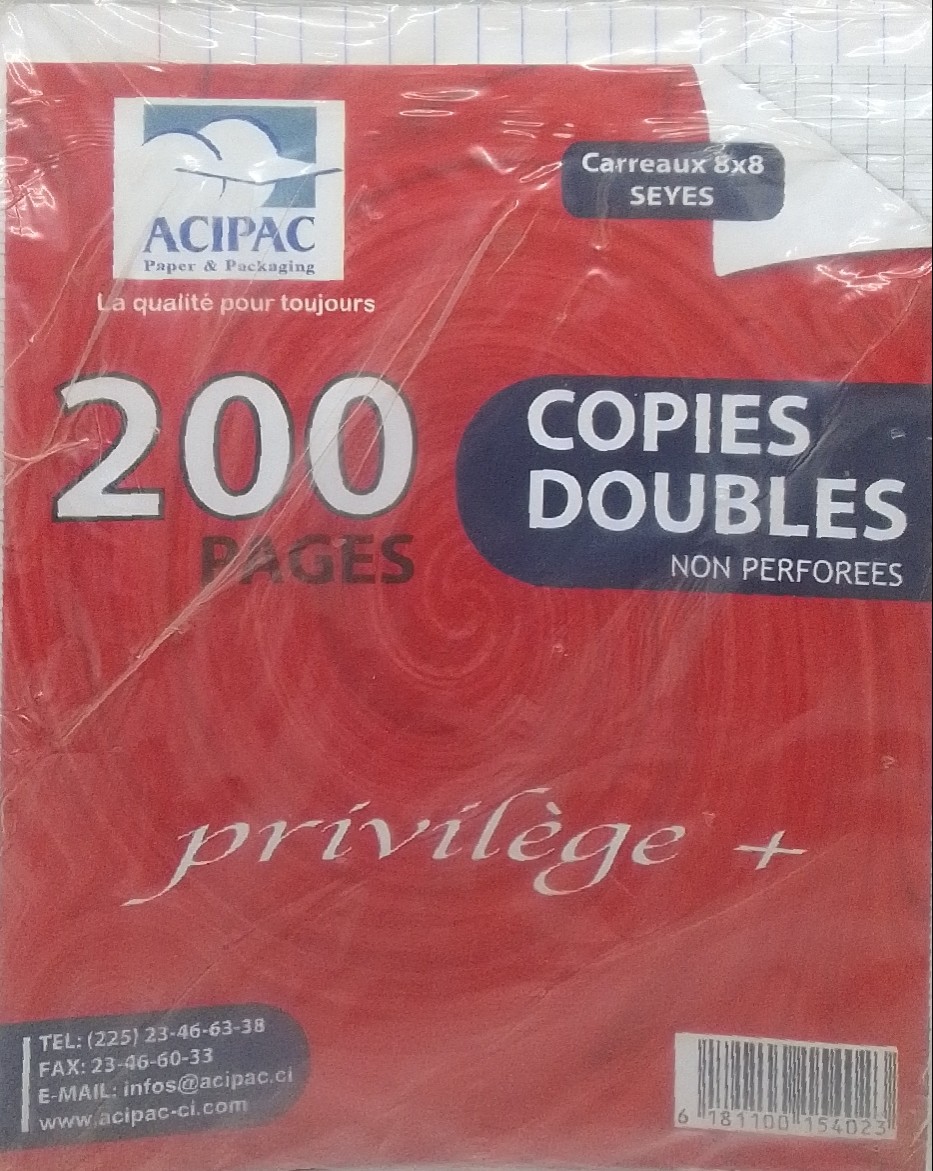 ACIPAC
Paper & Packaging
La qualité pour toujours
Carreaux 8x8
SEYES
200
PAGES
COPIES
DOUBLES
NON PERFOREES
privilège +
TEL: (225) 23-46-63-38
FAX: 23-46-60-33
E-MAIL: infos@acipac.ci
www.acipac-ci.com
6 181100 154023